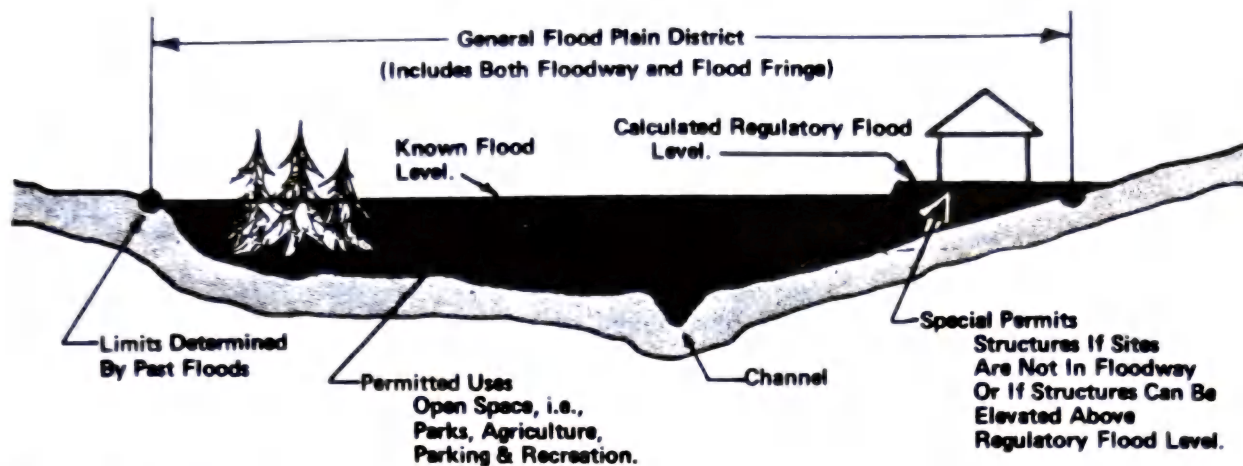 General Flood Plain District
(Includes Both Floodway and Flood Fringe)
Known Flood
Level.
Calculated Regulatory Flood
Level.
Limits Determined
By Past Floods
Permitted Uses
Open Space, i.e.,
Parks, Agriculture,
Parking & Recreation.
Channel
Special Permits
Structures If Sites
Are Not In Floodway
Or If Structures Can Be
Elevated Above
Regulatory Flood Level.